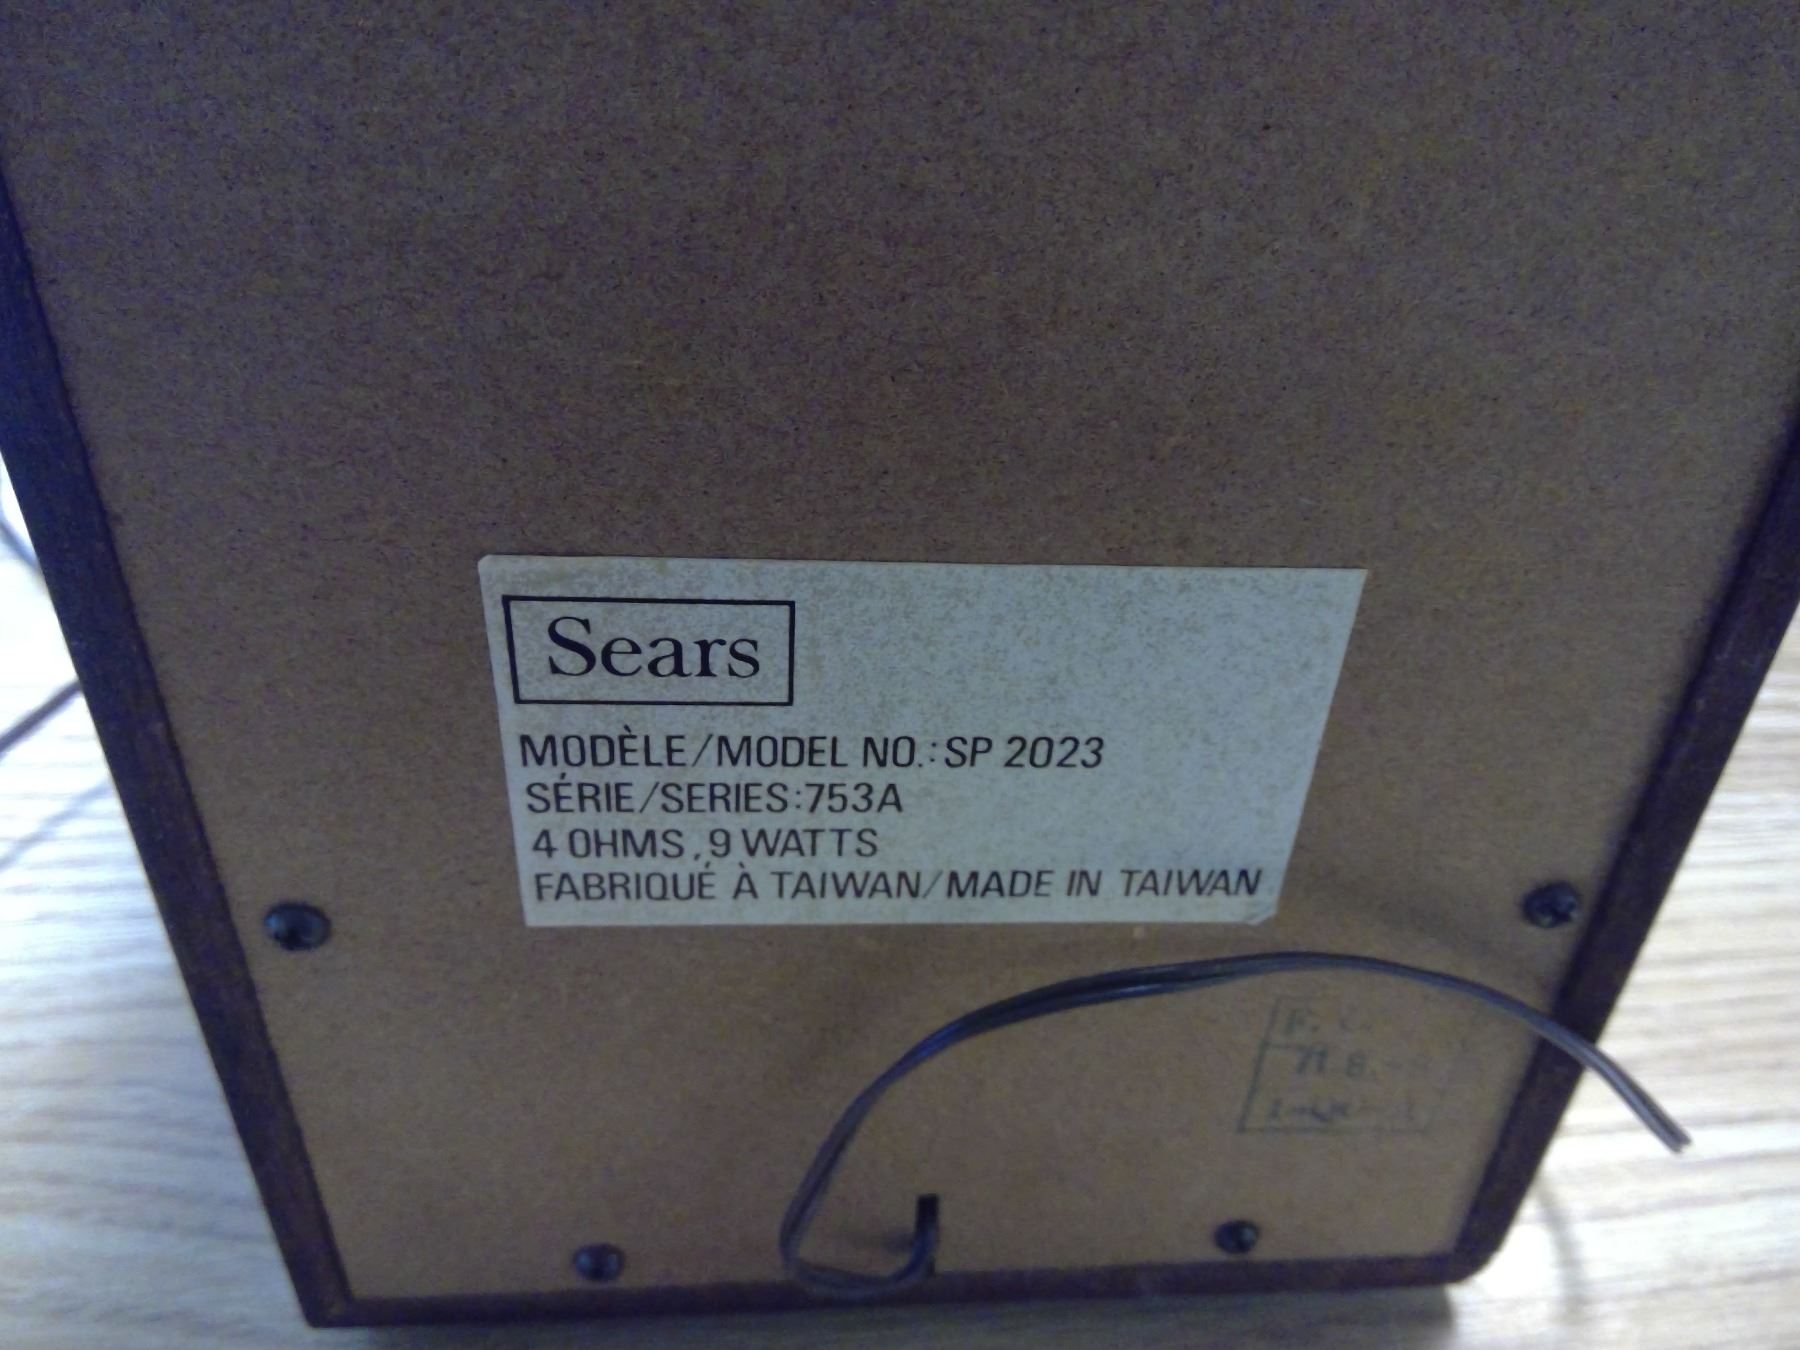 Sears
MODÈLE/MODEL NO.: SP 2023
SÉRIE/SERIES: 753A
4 OHMS, 9 WATTS
FABRIQUÉ À TAIWAN/MADE IN TAIWAN